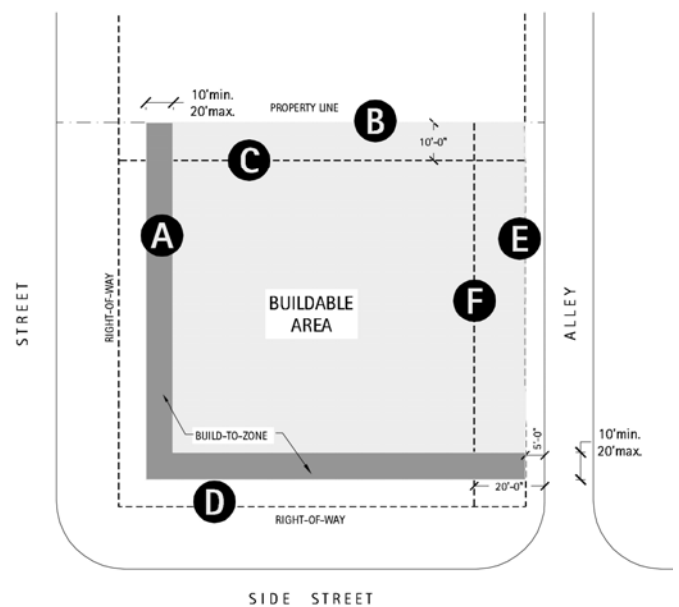 10'min.
20'max.
PROPERTY LINE
B
10'-0"
C
A
E
STREET
RIGHT-OF-WAY
BUILDABLE
AREA
F
ALLEY
BUILD-TO-ZONE
5'-0"
10'min.
20'max.
20'-0"
D
RIGHT-OF-WAY
SIDE STREET